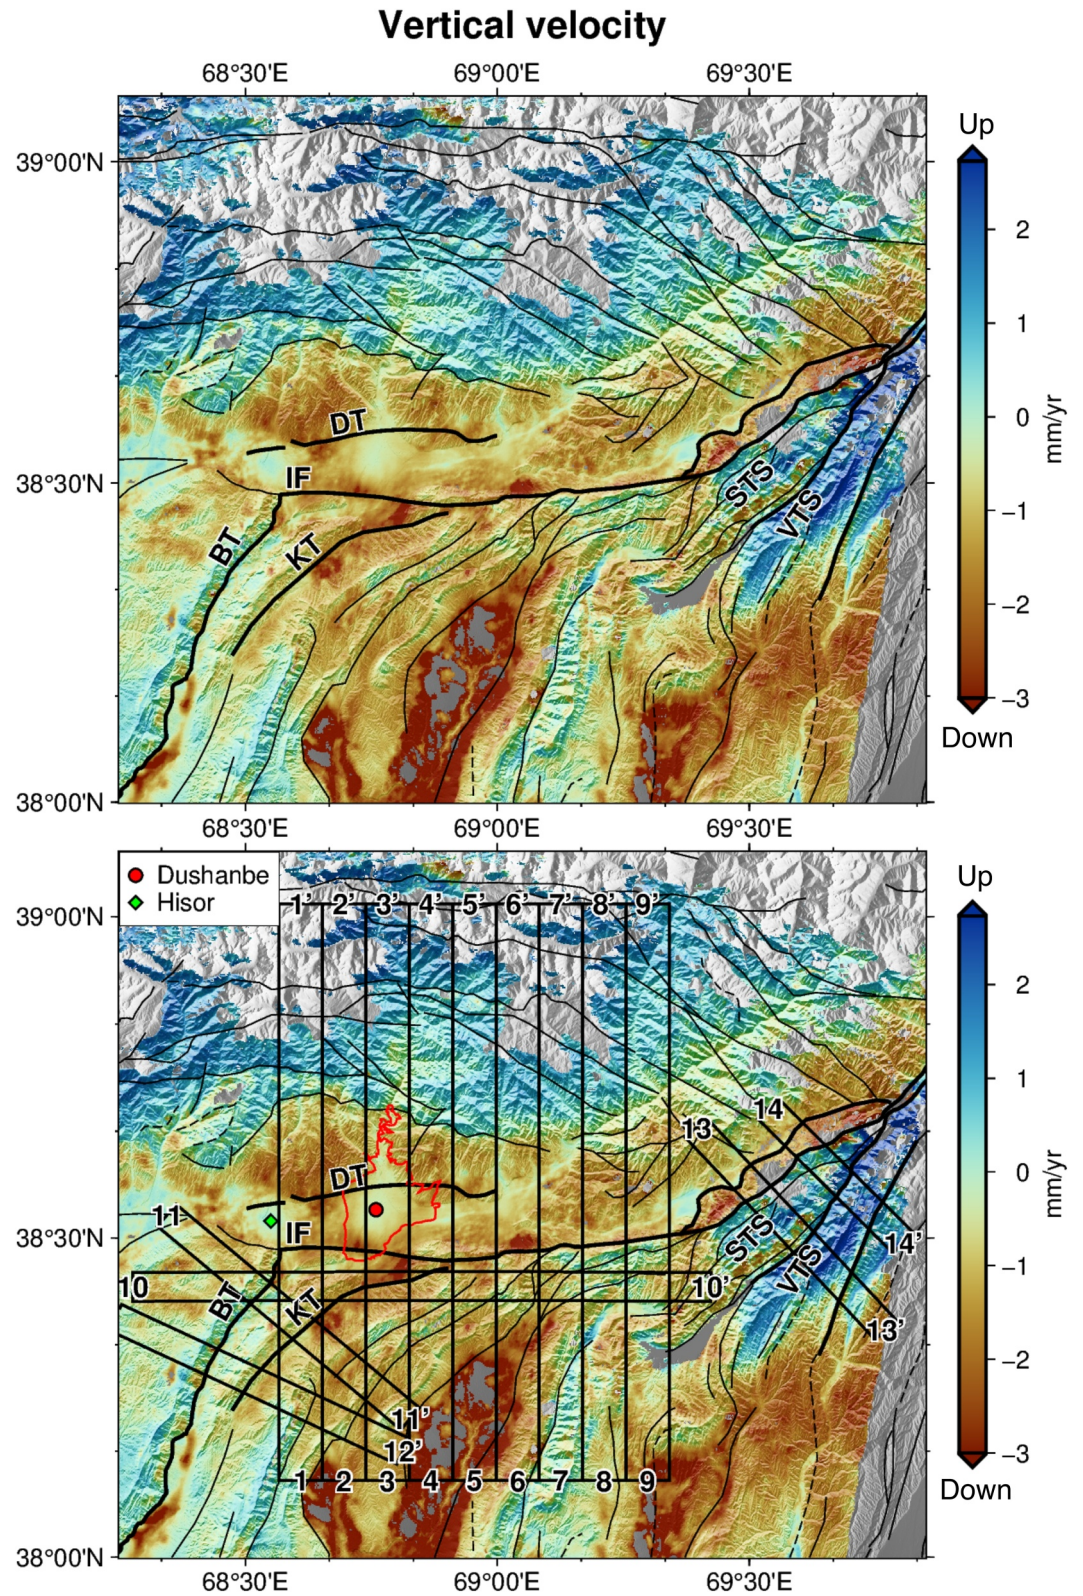 Vertical velocity
68°30'E 69°00'E 69°30'E
39°00'N
38°30'N
38°00'N
DT
IF
BT
KT
STS
VTS
Up
2
1
0
−1
−2
−3
Down
mm/yr
68°30'E 69°00'E 69°30'E
Dushanbe
Hisor
1' 2' 3' 4' 5' 6' 7' 8' 9'
39°00'N
14
13
DT
11
IF
38°30'N
STS
14'
VTS
10
10'
BT
KT
13'
11'
12'
1 2 3 4 5 6 7 8 9
38°00'N
68°30'E 69°00'E 69°30'E
Up
2
1
0
−1
−2
−3
Down
mm/yr